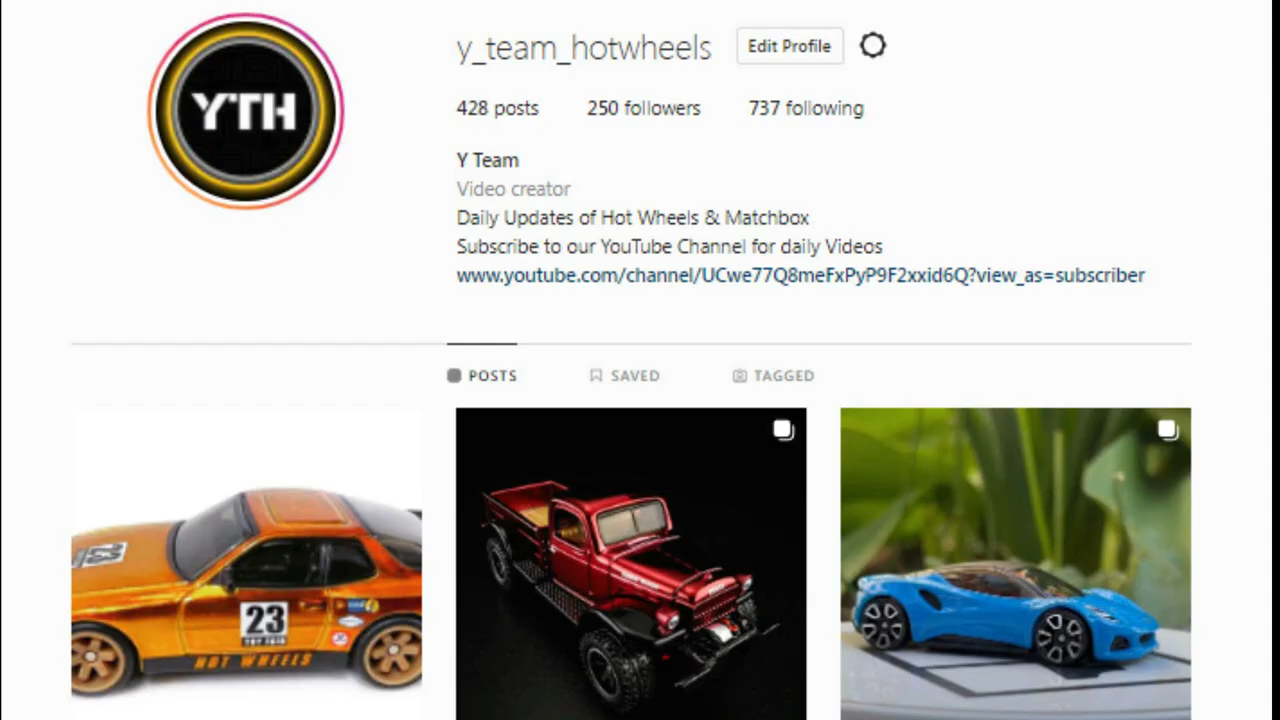 YTH
y_team_hotwheels
Edit Profile
428 posts 250 followers 737 following
Y Team
Video creator
Daily Updates of Hot Wheels & Matchbox
Subscribe to our YouTube Channel for daily Videos
www.youtube.com/channel/UCwe77Q8meFxPyP9F2xxid6Q?view_as=subscriber
POSTS SAVED TAGGED
23
23
HOT WHEELS